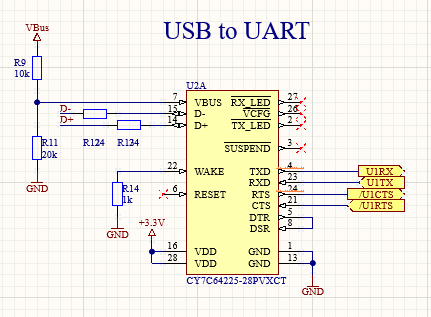 USB to UART
VBus
R9
10k
U2A
D-
D+
R124
R134
R11
20k
GND
7 VBUS
15 D-
14 D+
22 WAKE
6 RESET
16 VDD
28 VDD
RX_LED 27
VCFG 26
TX_LED 2
SUSPEND 3
TXD 4 U1RX
RXD 23 U1TX
RTS 24 /U1CTS
CTS 21 /U1RTS
DTR 5
DSR 8
GND 1
GND 13
R14
1k
GND
+3.3V
CY7C64225-28PVXCT
GND